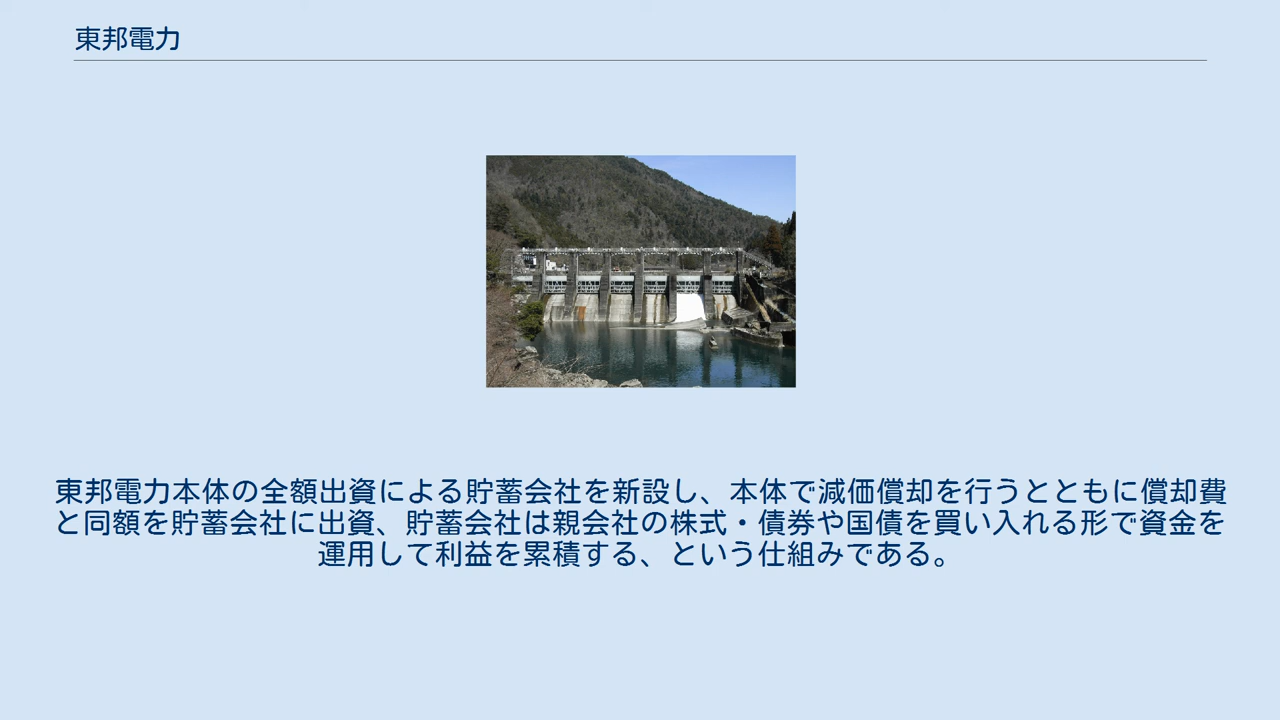 東邦電力
東邦電力本体の全額出資による貯蓄会社を新設し、本体で減価償却を行うとともに償却費
と同額を貯蓄会社に出資、貯蓄会社は親会社の株式・債券や国債を買い入れる形で資金を
運用して利益を累積する、という仕組みである。